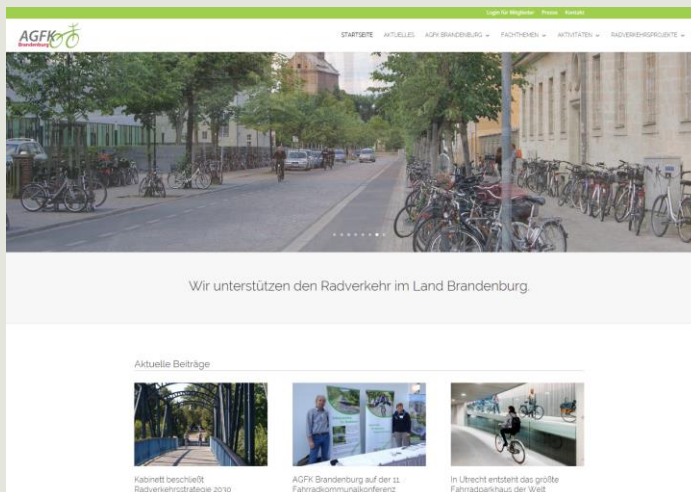 Login für Mitglieder Presse Kontakt
AGFK
Brandenburg
STARTSEITE AKTUELLES AGFK BRANDENBURG FACHTHEMEN AKTIVITÄTEN RADVERKEHRSPROJEKTE
Wir unterstützen den Radverkehr im Land Brandenburg.
Aktuelle Beiträge
Kabinett beschließt
Radverkehrsstrategie 2030
AGFK Brandenburg auf der 11.
Fahrradkommunalkonferenz
In Utrecht entsteht das größte
Fahrradparkhaus der Welt